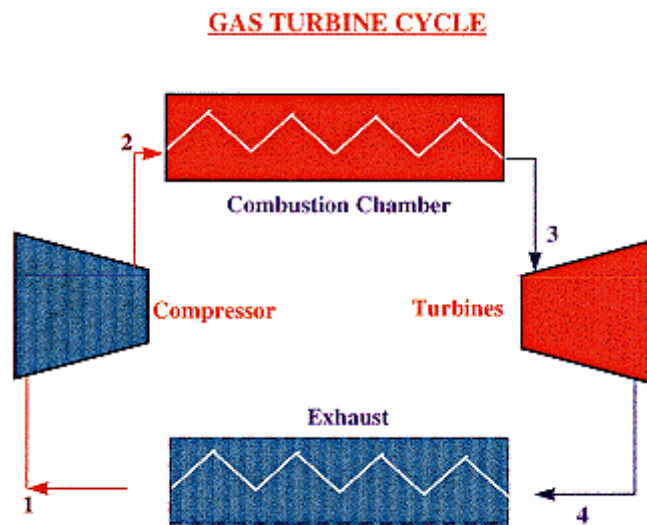 GAS TURBINE CYCLE
2
Combustion Chamber
3
Compressor
Turbines
Exhaust
1
4